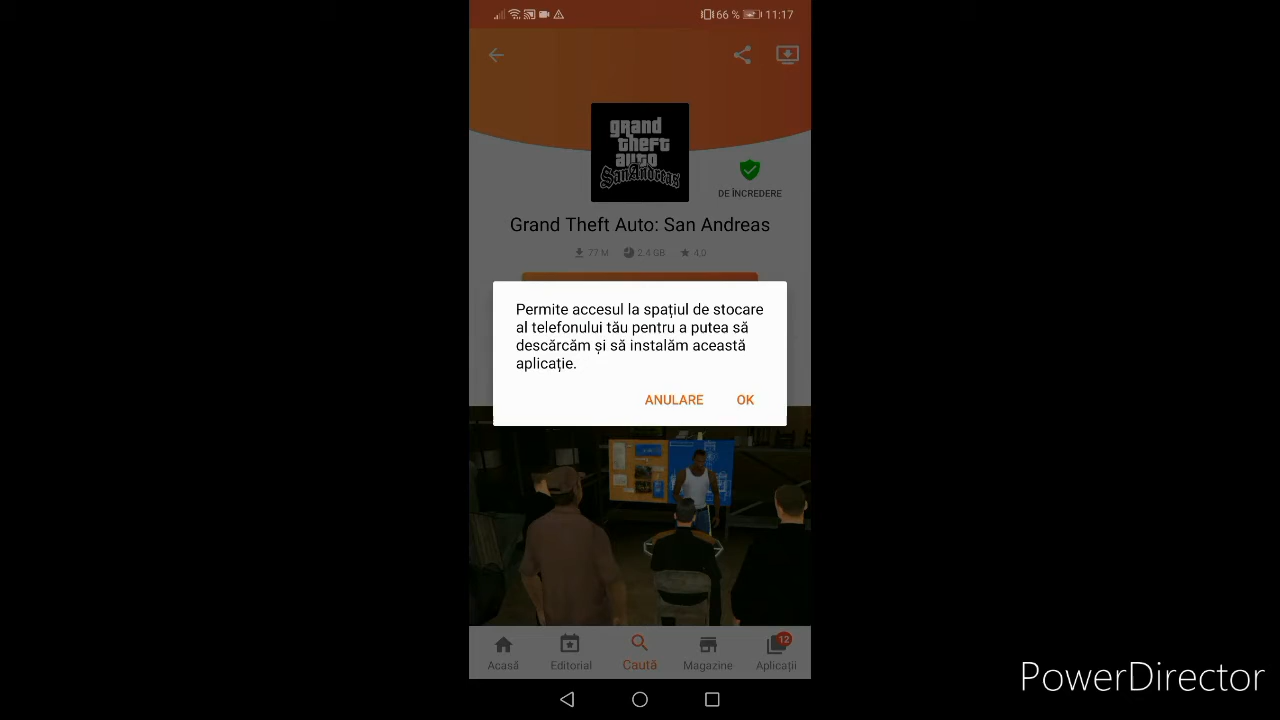 66 % 11:17
grand
theft
auto
San Andreas
DE ÎNCREDERE
Grand Theft Auto: San Andreas
77 M 2.4 GB 4,0
Permite accesul la spațiul de stocare
al telefonului tău pentru a putea să
descărcăm și să instalăm această
aplicație.
ANULARE OK
12
Acasă Editorial Caută Magazine Aplicații
PowerDirector